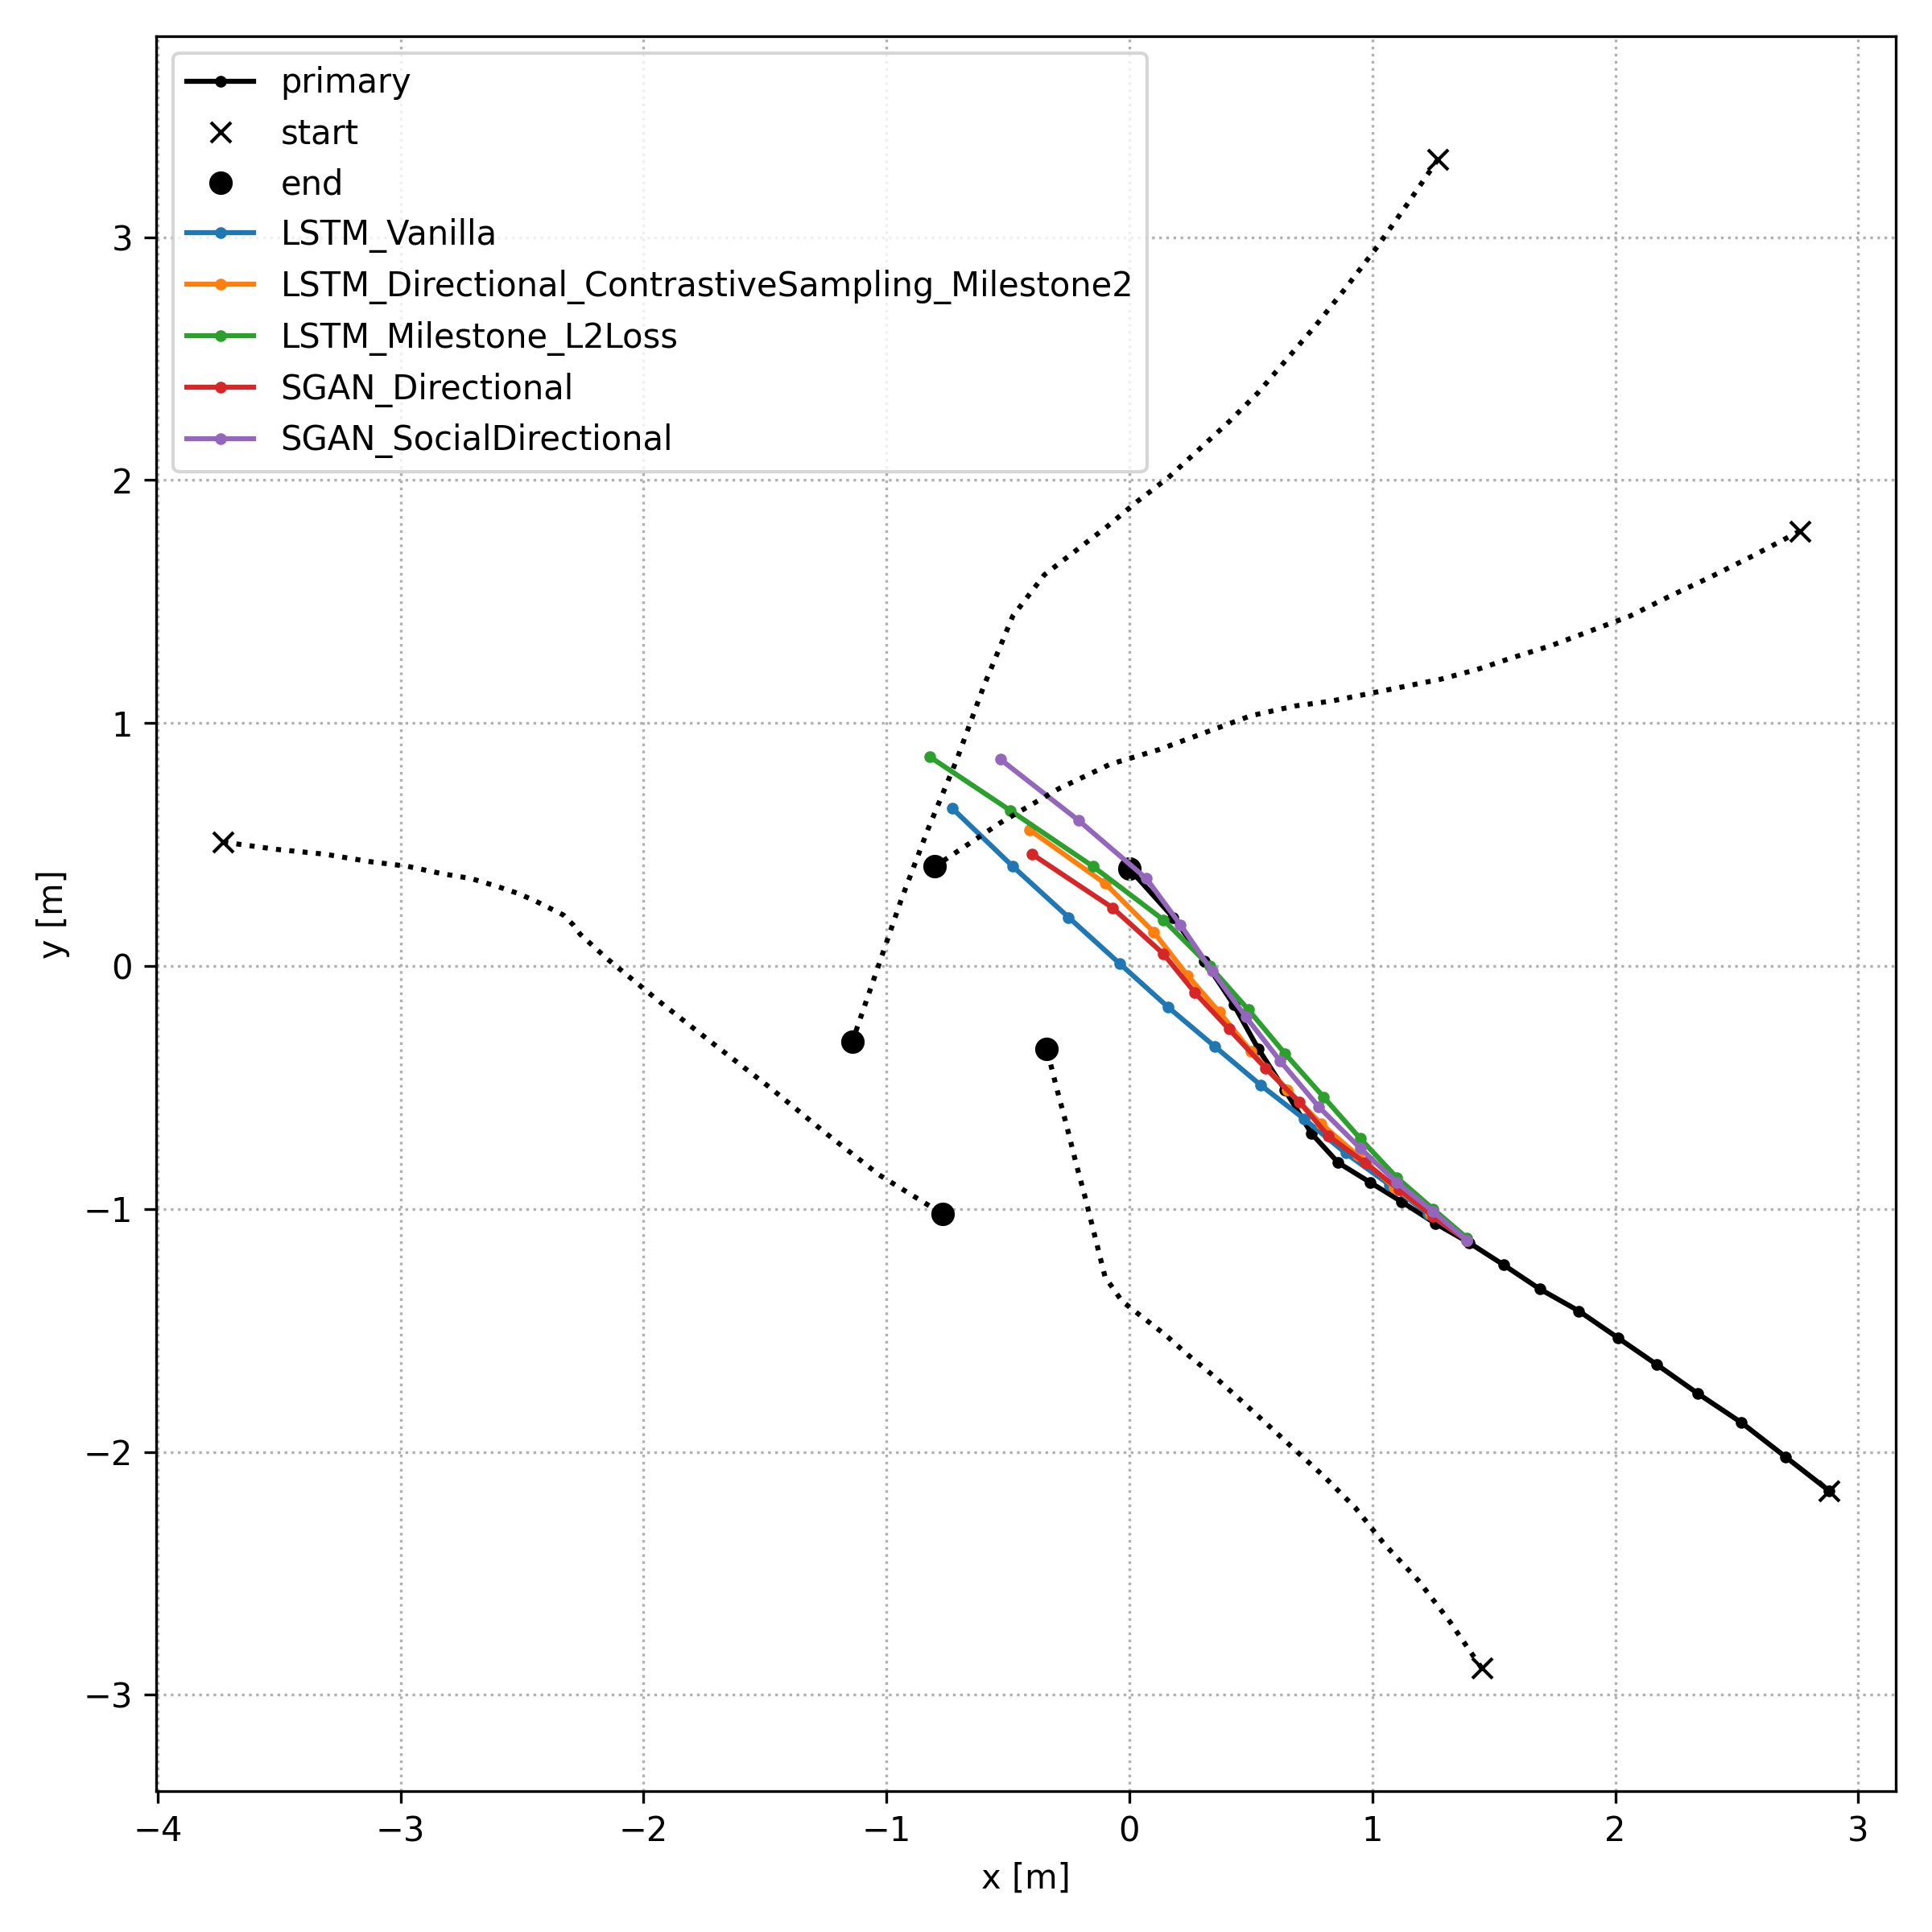 primary
start
end
LSTM_Vanilla
LSTM_Directional_ContrastiveSampling_Milestone2
LSTM_Milestone_L2Loss
SGAN_Directional
SGAN_SocialDirectional
3
2
1
0
−1
−2
−3
y [m]
−4 −3 −2 −1 0 1 2 3
x [m]